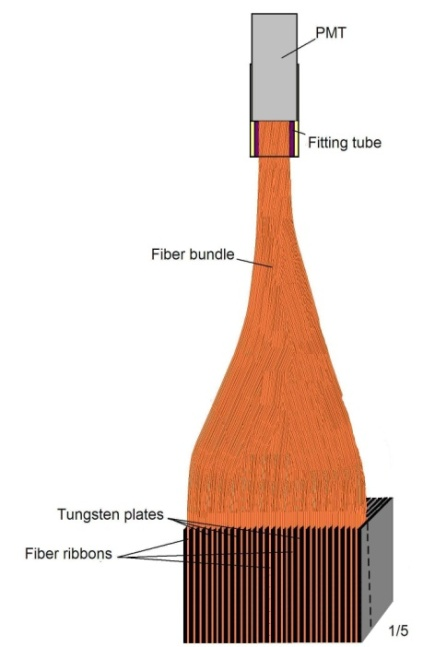 PMT
Fitting tube
Fiber bundle
Tungsten plates
Fiber ribbons
1/5